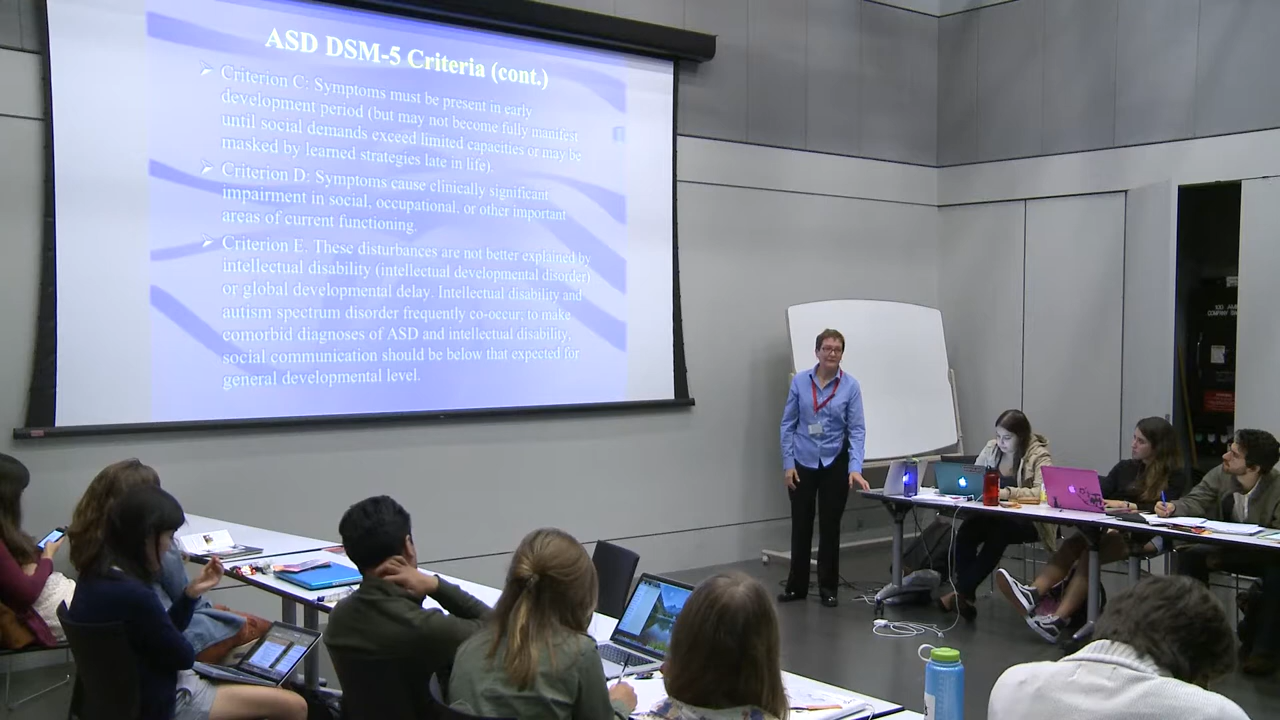 ASD DSM-5 Criteria (cont.)
Criterion C: Symptoms must be present in early
development period (but may not become fully manifest
until social demands exceed limited capacities or may be
masked by learned strategies late in life).
Criterion D: Symptoms cause clinically significant
impairment in social, occupational, or other important
areas of current functioning.
Criterion E. These disturbances are not better explained by
intellectual disability (intellectual developmental disorder)
or global developmental delay. Intellectual disability and
autism spectrum disorder frequently co-occur; to make
comorbid diagnoses of ASD and intellectual disability,
social communication should be below that expected for
general developmental level.
100 AMP
COMPANY